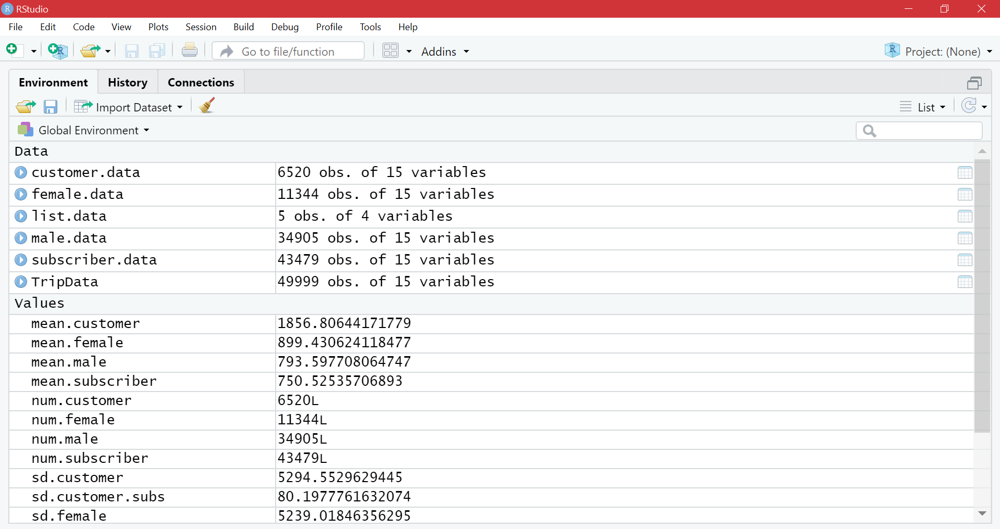 R RStudio
File Edit Code View Plots Session Build Debug Profile Tools Help
R Go to file/function Addins R Project: (None)
Environment History Connections
Import Dataset List
Global Environment
Data
customer.data 6520 obs. of 15 variables
female.data 11344 obs. of 15 variables
list.data 5 obs. of 4 variables
male.data 34905 obs. of 15 variables
subscriber.data 43479 obs. of 15 variables
TripData 49999 obs. of 15 variables
Values
mean.customer 1856.80644171779
mean.female 899.430624118477
mean.male 793.597708064747
mean.subscriber 750.52535706893
num.customer 6520L
num.female 11344L
num.male 34905L
num.subscriber 43479L
sd.customer 5294.5529629445
sd.customer.subs 80.1977761632074
sd.female 5239.01846356295